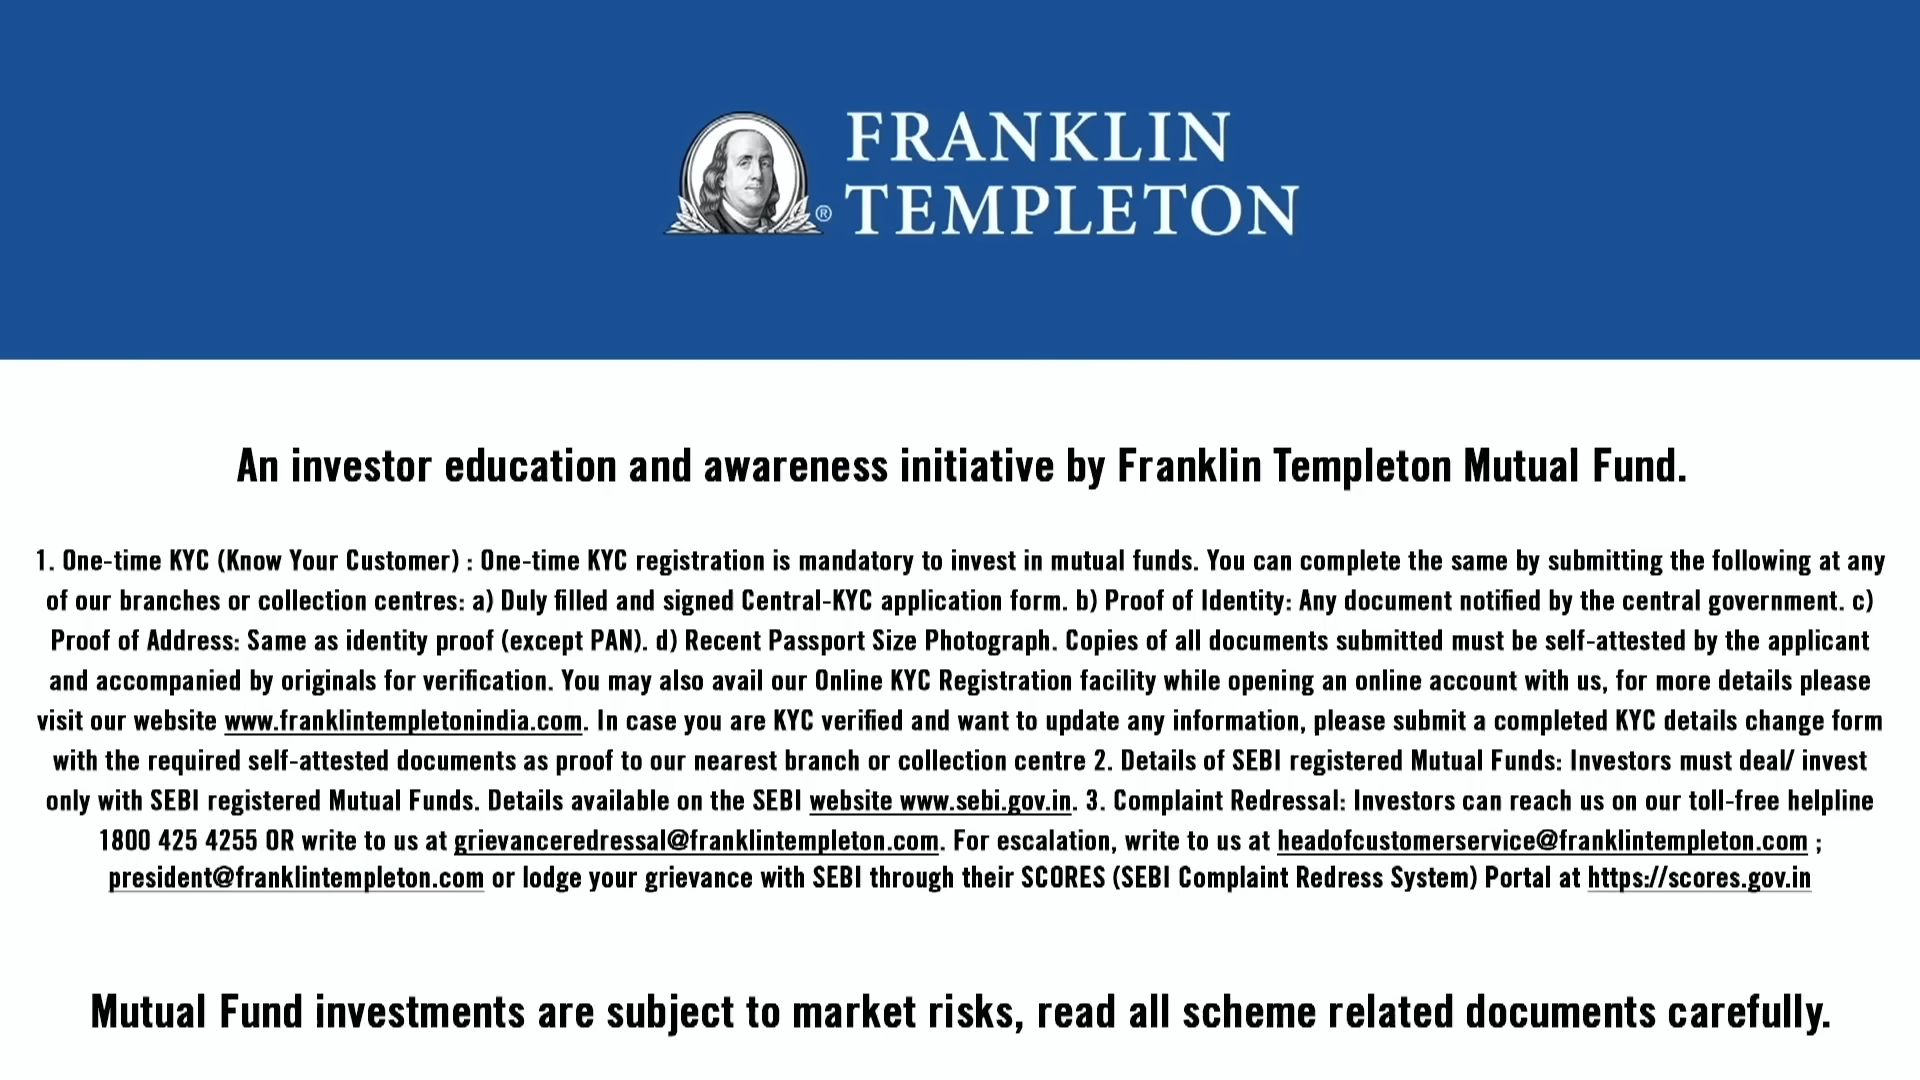 FRANKLIN
TEMPLETON
®
An investor education and awareness initiative by Franklin Templeton Mutual Fund.
1. One-time KYC (Know Your Customer) : One-time KYC registration is mandatory to invest in mutual funds. You can complete the same by submitting the following at any
of our branches or collection centres: a) Duly filled and signed Central-KYC application form. b) Proof of Identity: Any document notified by the central government. c)
Proof of Address: Same as identity proof (except PAN). d) Recent Passport Size Photograph. Copies of all documents submitted must be self-attested by the applicant
and accompanied by originals for verification. You may also avail our Online KYC Registration facility while opening an online account with us, for more details please
visit our website www.franklintempletonindia.com. In case you are KYC verified and want to update any information, please submit a completed KYC details change form
with the required self-attested documents as proof to our nearest branch or collection centre 2. Details of SEBI registered Mutual Funds: Investors must deal/ invest
only with SEBI registered Mutual Funds. Details available on the SEBI website www.sebi.gov.in. 3. Complaint Redressal: Investors can reach us on our toll-free helpline
1800 425 4255 OR write to us at grievanceredressal@franklintempleton.com. For escalation, write to us at headofcustomerservice@franklintempleton.com ;
president@franklintempleton.com or lodge your grievance with SEBI through their SCORES (SEBI Complaint Redress System) Portal at https://scores.gov.in
Mutual Fund investments are subject to market risks, read all scheme related documents carefully.